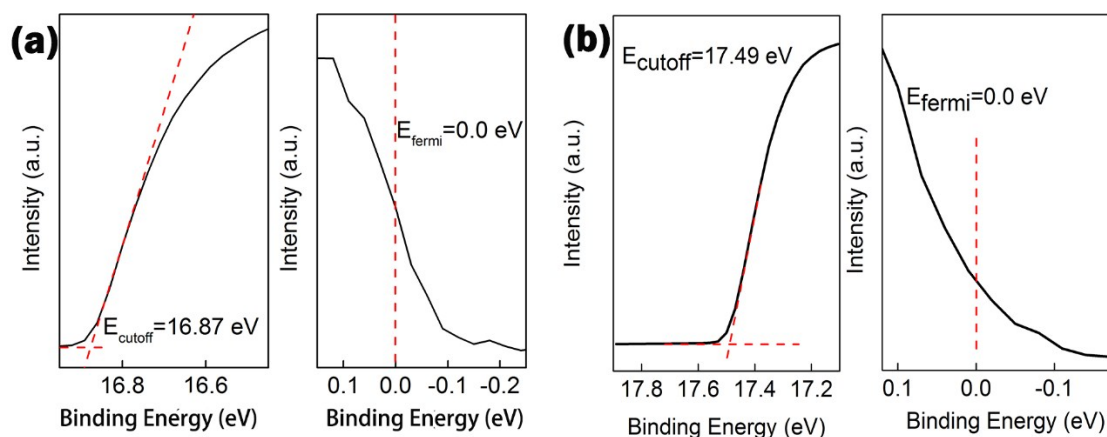 (a)
Intensity (a.u.)
E_cutoff=16.87 eV
16.8 16.6
Binding Energy (eV)
Intensity (a.u.)
E_fermi=0.0 eV
0.1 0.0 -0.1 -0.2
Binding Energy (eV)
(b)
Intensity (a.u.)
E_cutoff=17.49 eV
17.8 17.6 17.4 17.2
Binding Energy (eV)
Intensity (a.u.)
E_fermi=0.0 eV
0.1 0.0 -0.1
Binding Energy (eV)